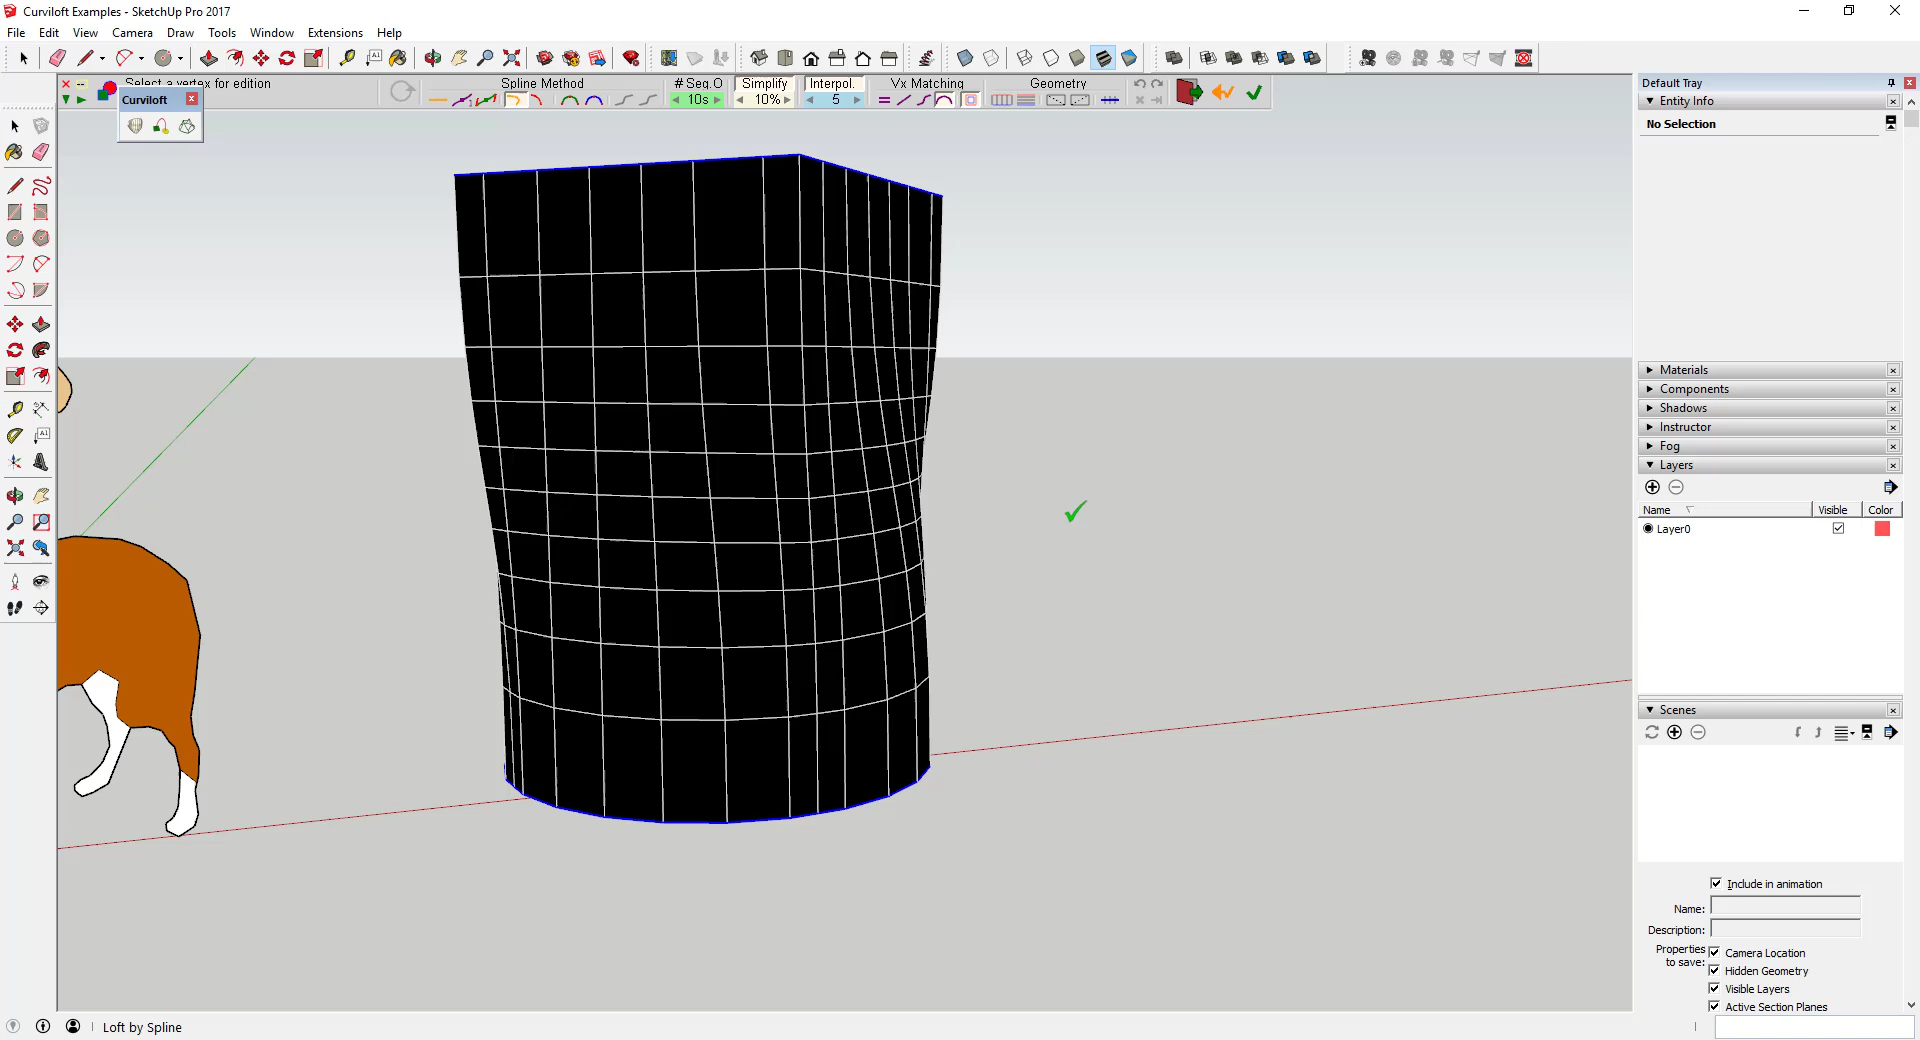 Curviloft Examples - SketchUp Pro 2017
File Edit View Camera Draw Tools Window Extensions Help
Select a vertex for edition
Spline Method
# Seg.O
10s
Simplify
10%
Interpol.
5
Vx Matching
Geometry
Curviloft
A1
A1
Default Tray
Entity Info
No Selection
Materials
Components
Shadows
Instructor
Fog
Layers
Name Visible Color
Layer0
Scenes
Include in animation
Name:
Description:
Properties to save:
Camera Location
Hidden Geometry
Visible Layers
Active Section Planes
Loft by Spline